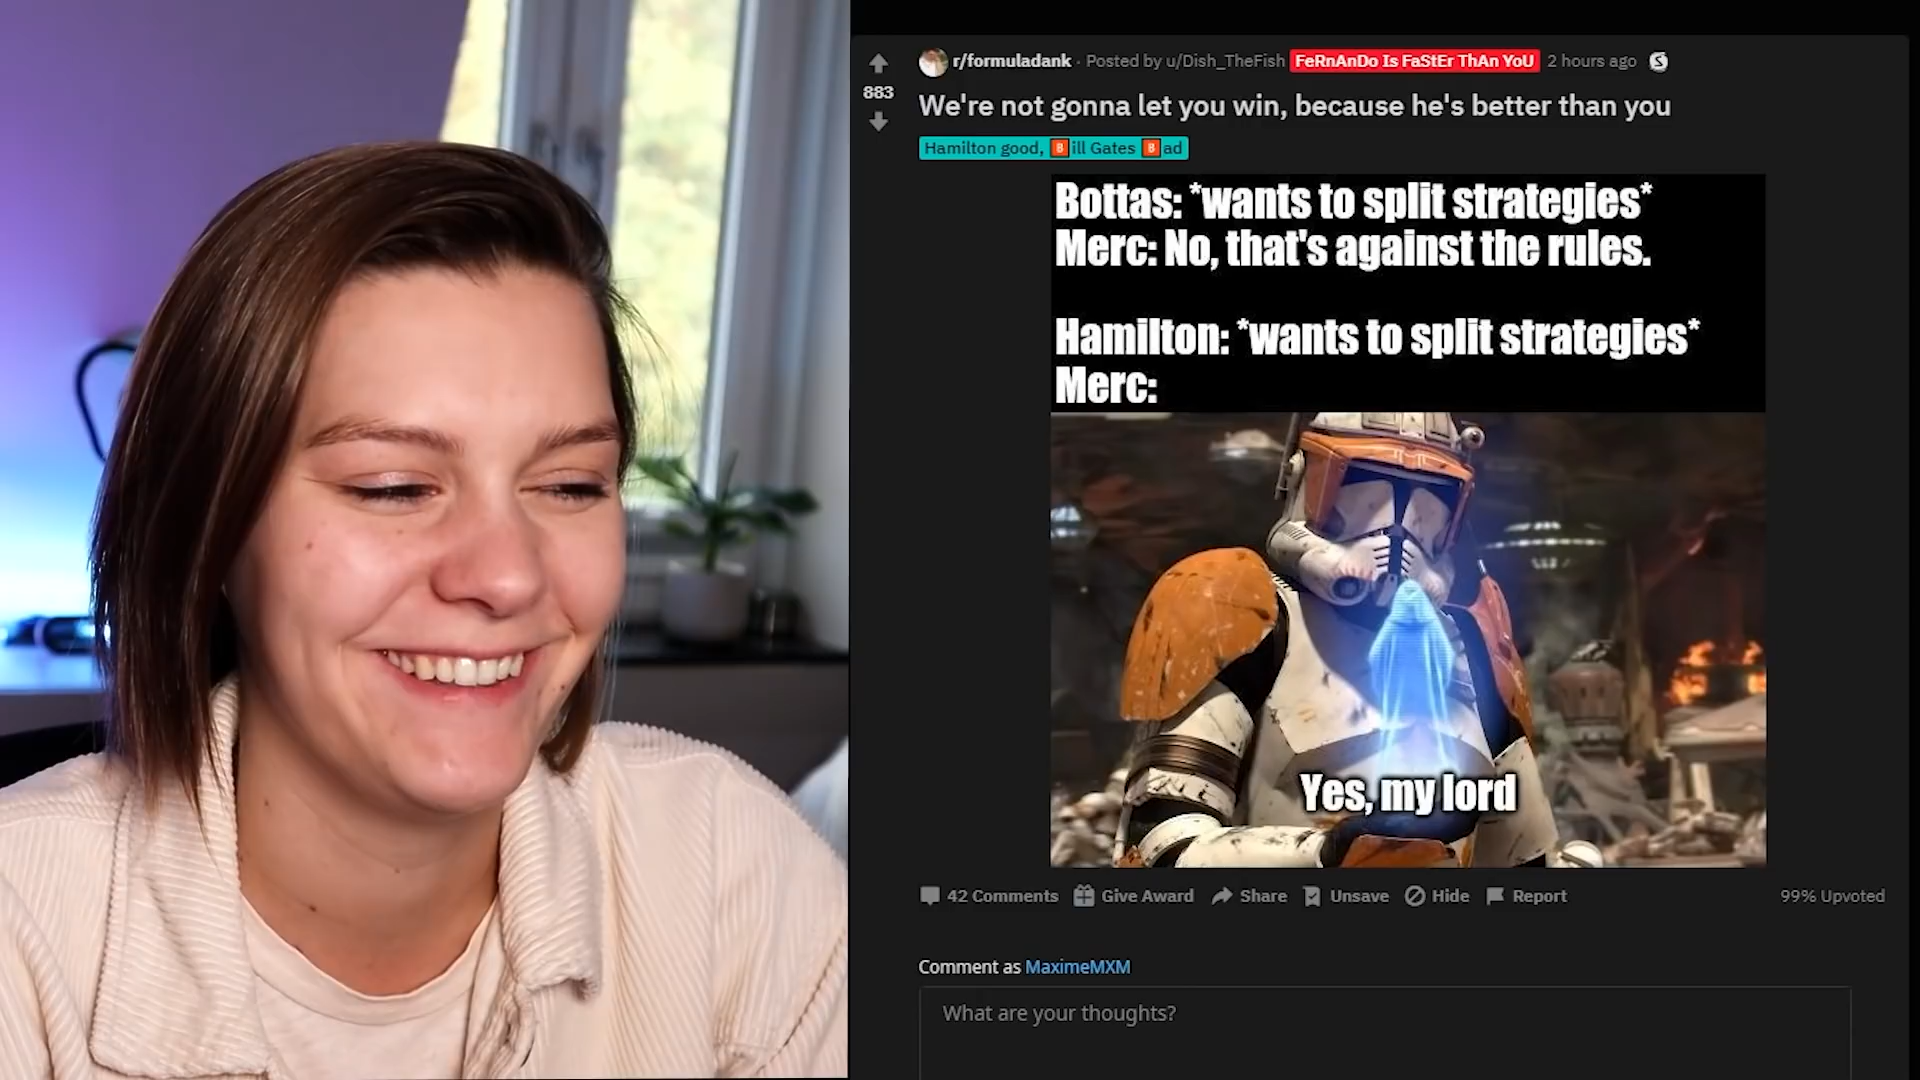 r/formuladank · Posted by u/Dish_TheFish FeRnAnDo Is FaStEr ThAn YoU 2 hours ago
883
We're not gonna let you win, because he's better than you
Hamilton good, 🅱ill Gates 🅱ad
Bottas: *wants to split strategies*
Merc: No, that's against the rules.
Hamilton: *wants to split strategies*
Merc:
Yes, my lord
42 Comments Give Award Share Unsave Hide Report 99% Upvoted
Comment as MaximeMXM
What are your thoughts?